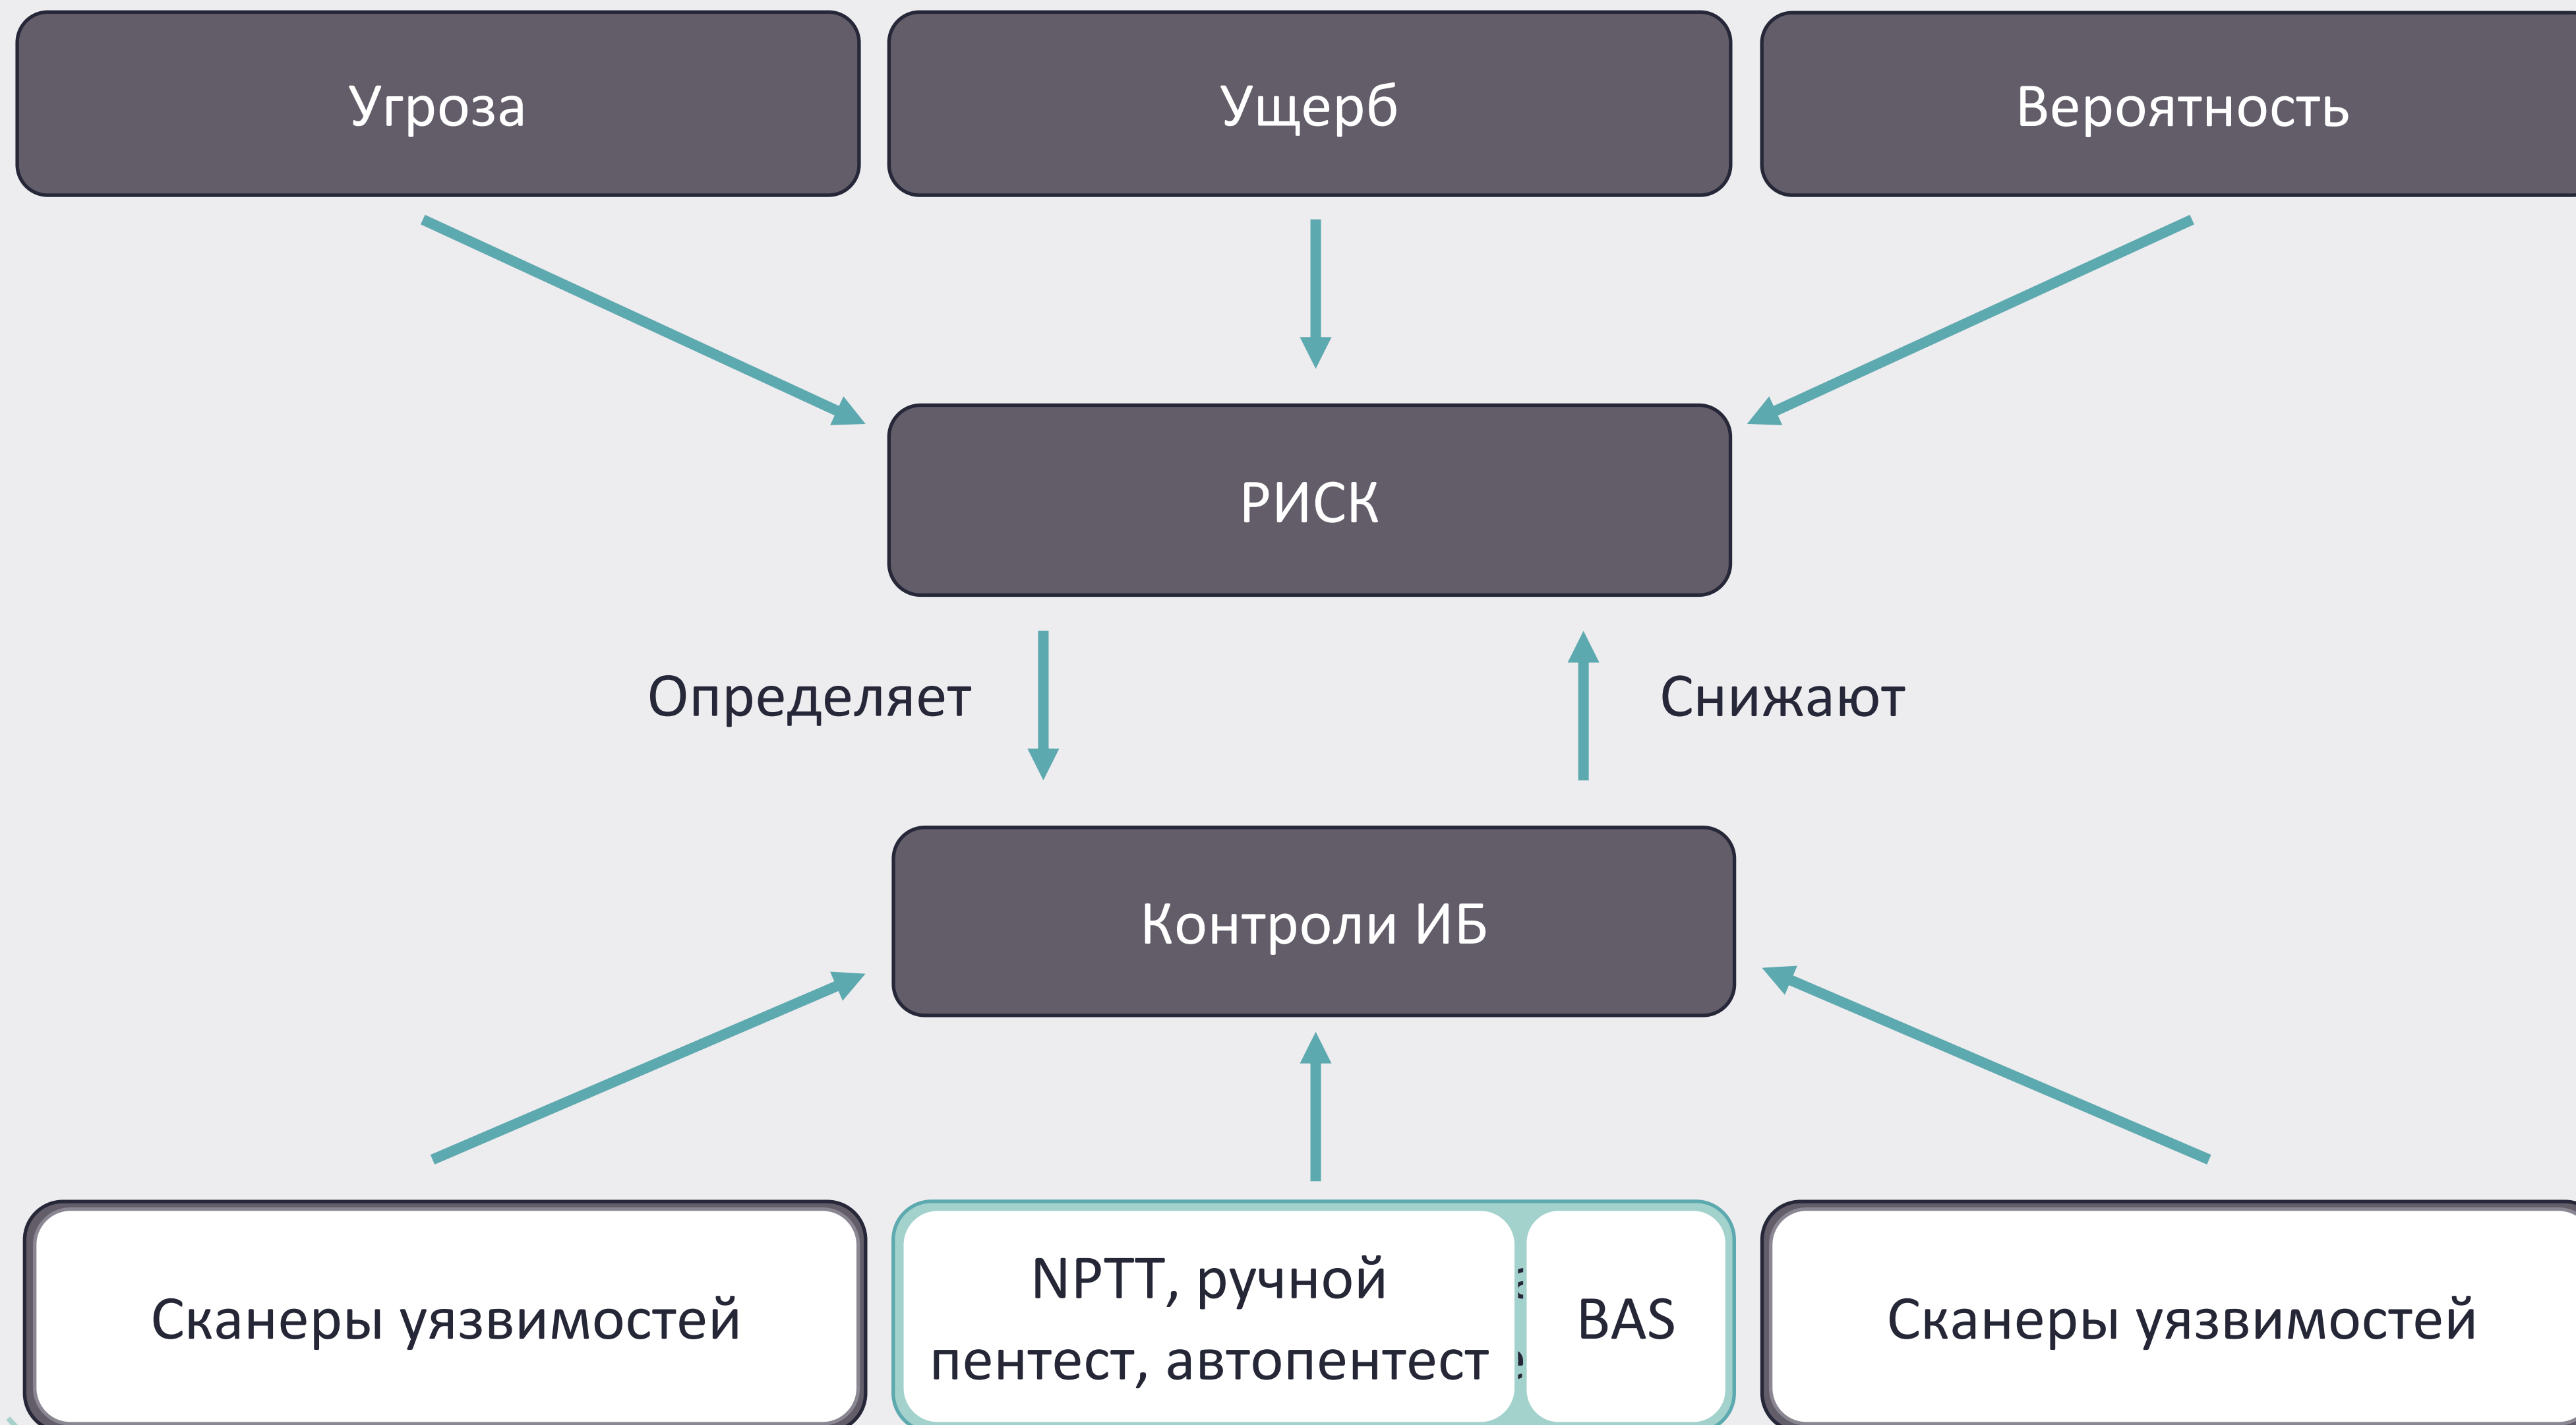 Угроза
Ущерб
Вероятность
РИСК
Определяет
Снижают
Контроли ИБ
Сканеры уязвимостей
NPTT, ручной
пентест, автопентест
BAS
Сканеры уязвимостей